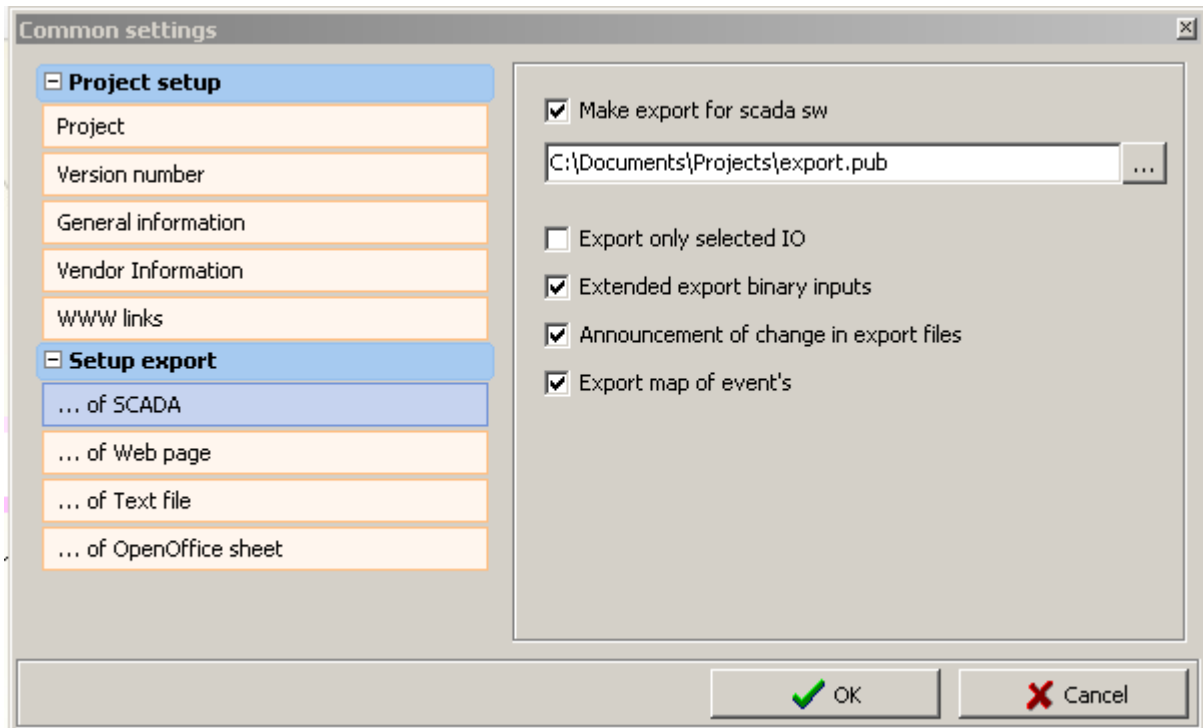 Common settings
Project setup
Project
Version number
General information
Vendor Information
WWW links
Setup export
... of SCADA
... of Web page
... of Text file
... of OpenOffice sheet
Make export for scada sw
C:\Documents\Projects\export.pub
...
Export only selected IO
Extended export binary inputs
Announcement of change in export files
Export map of event's
OK
Cancel